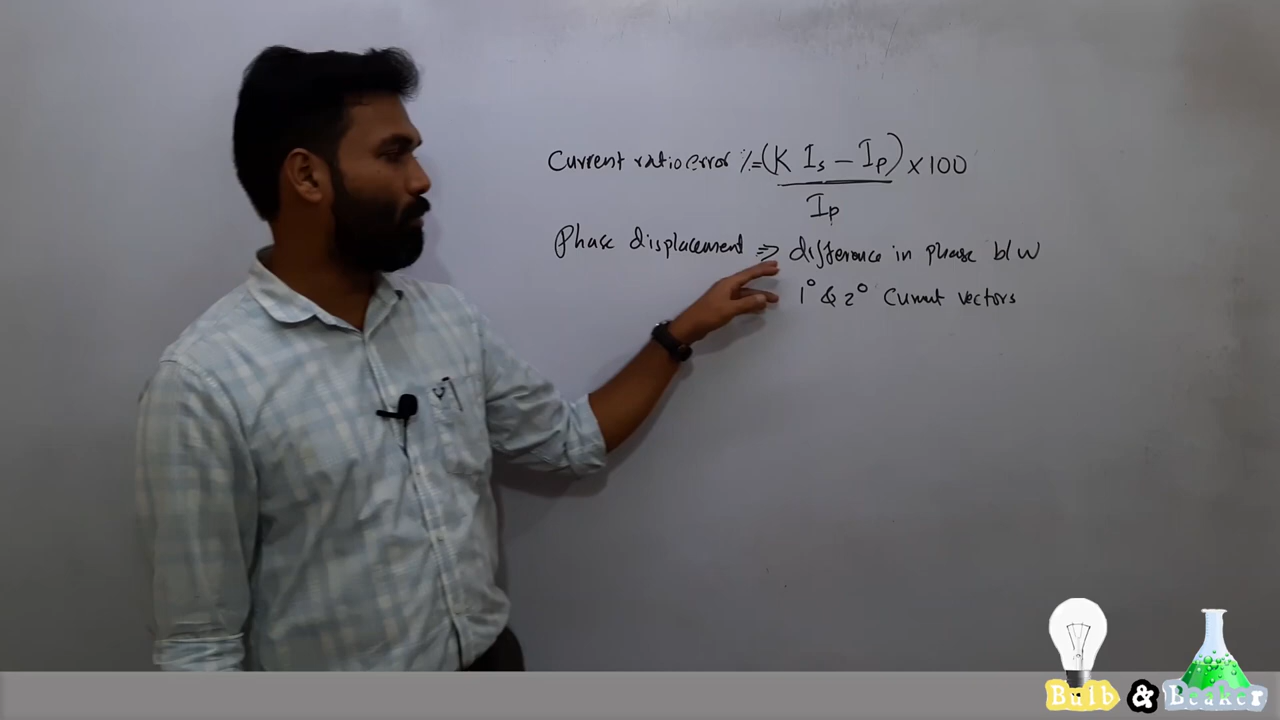 Current ratio error %=(K Is – Ip) × 100
Ip
Phase displacement ⇒ difference in phase b/w
1° & 2° Current vectors
Bulb & Beaker